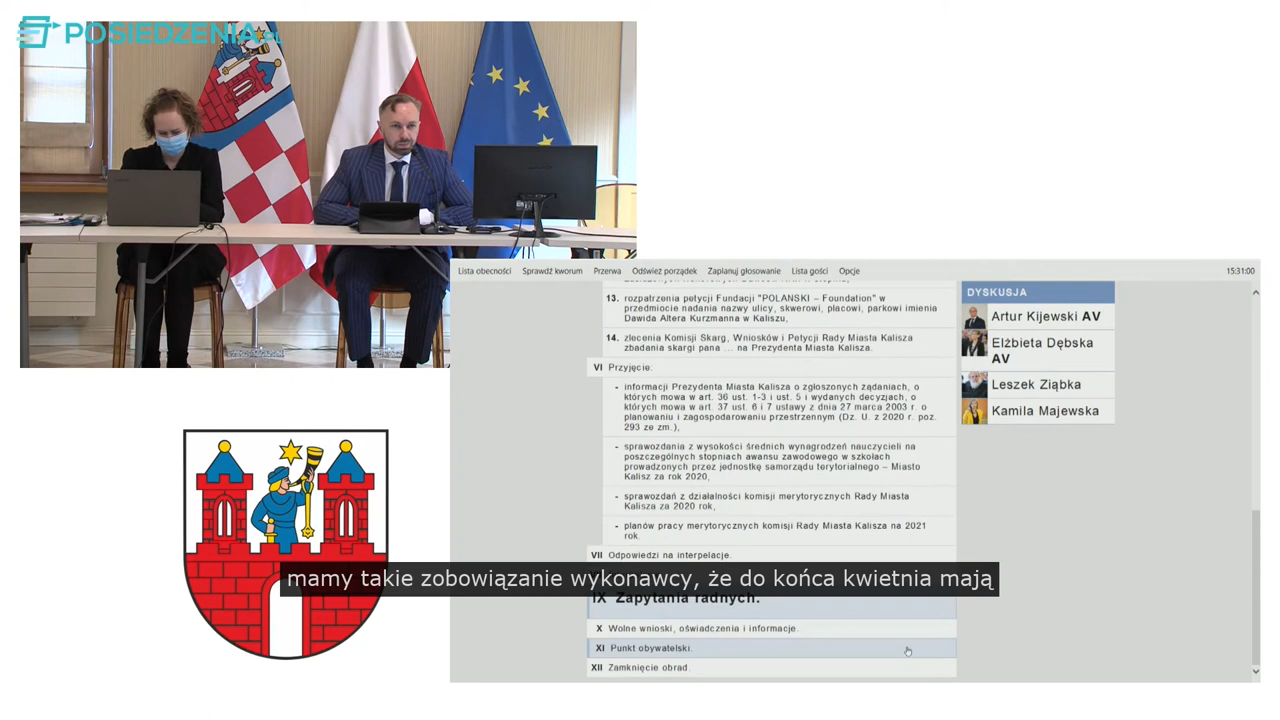 POSIEDZENIA.PL
Lista obecności Sprawdź kworum Przerwa Odśwież porządek Zaplanuj głosowanie Lista gości Opcje 15:31:00
13. rozpatrzenia petycji Fundacji "POLANSKI – Foundation" w
przedmiocie nadania nazwy ulicy, skwerowi, placowi, parkowi imienia
Dawida Altera Kurzmanna w Kaliszu,
14. zlecenia Komisji Skarg, Wniosków i Petycji Rady Miasta Kalisza
zbadania skargi pana ... na Prezydenta Miasta Kalisza.
VI Przyjęcie:
- informacji Prezydenta Miasta Kalisza o zgłoszonych żądaniach, o
których mowa w art. 36 ust. 1-3 i ust. 5 i wydanych decyzjach, o
których mowa w art. 37 ust. 6 i 7 ustawy z dnia 27 marca 2003 r. o
planowaniu i zagospodarowaniu przestrzennym (Dz. U. z 2020 r. poz.
293 ze zm.),
- sprawozdania z wysokości średnich wynagrodzeń nauczycieli na
poszczególnych stopniach awansu zawodowego w szkołach
prowadzonych przez jednostkę samorządu terytorialnego – Miasto
Kalisz za rok 2020,
- sprawozdań z działalności komisji merytorycznych Rady Miasta
Kalisza za 2020 rok,
- planów pracy merytorycznych komisji Rady Miasta Kalisza na 2021
rok.
VII Odpowiedzi na interpelacje.
IX Zapytania radnych.
X Wolne wnioski, oświadczenia i informacje.
XI Punkt obywatelski.
XII Zamknięcie obrad.
DYSKUSJA
Artur Kijewski AV
Elżbieta Dębska
AV
Leszek Ziąbka
Kamila Majewska
mamy takie zobowiązanie wykonawcy, że do końca kwietnia mają